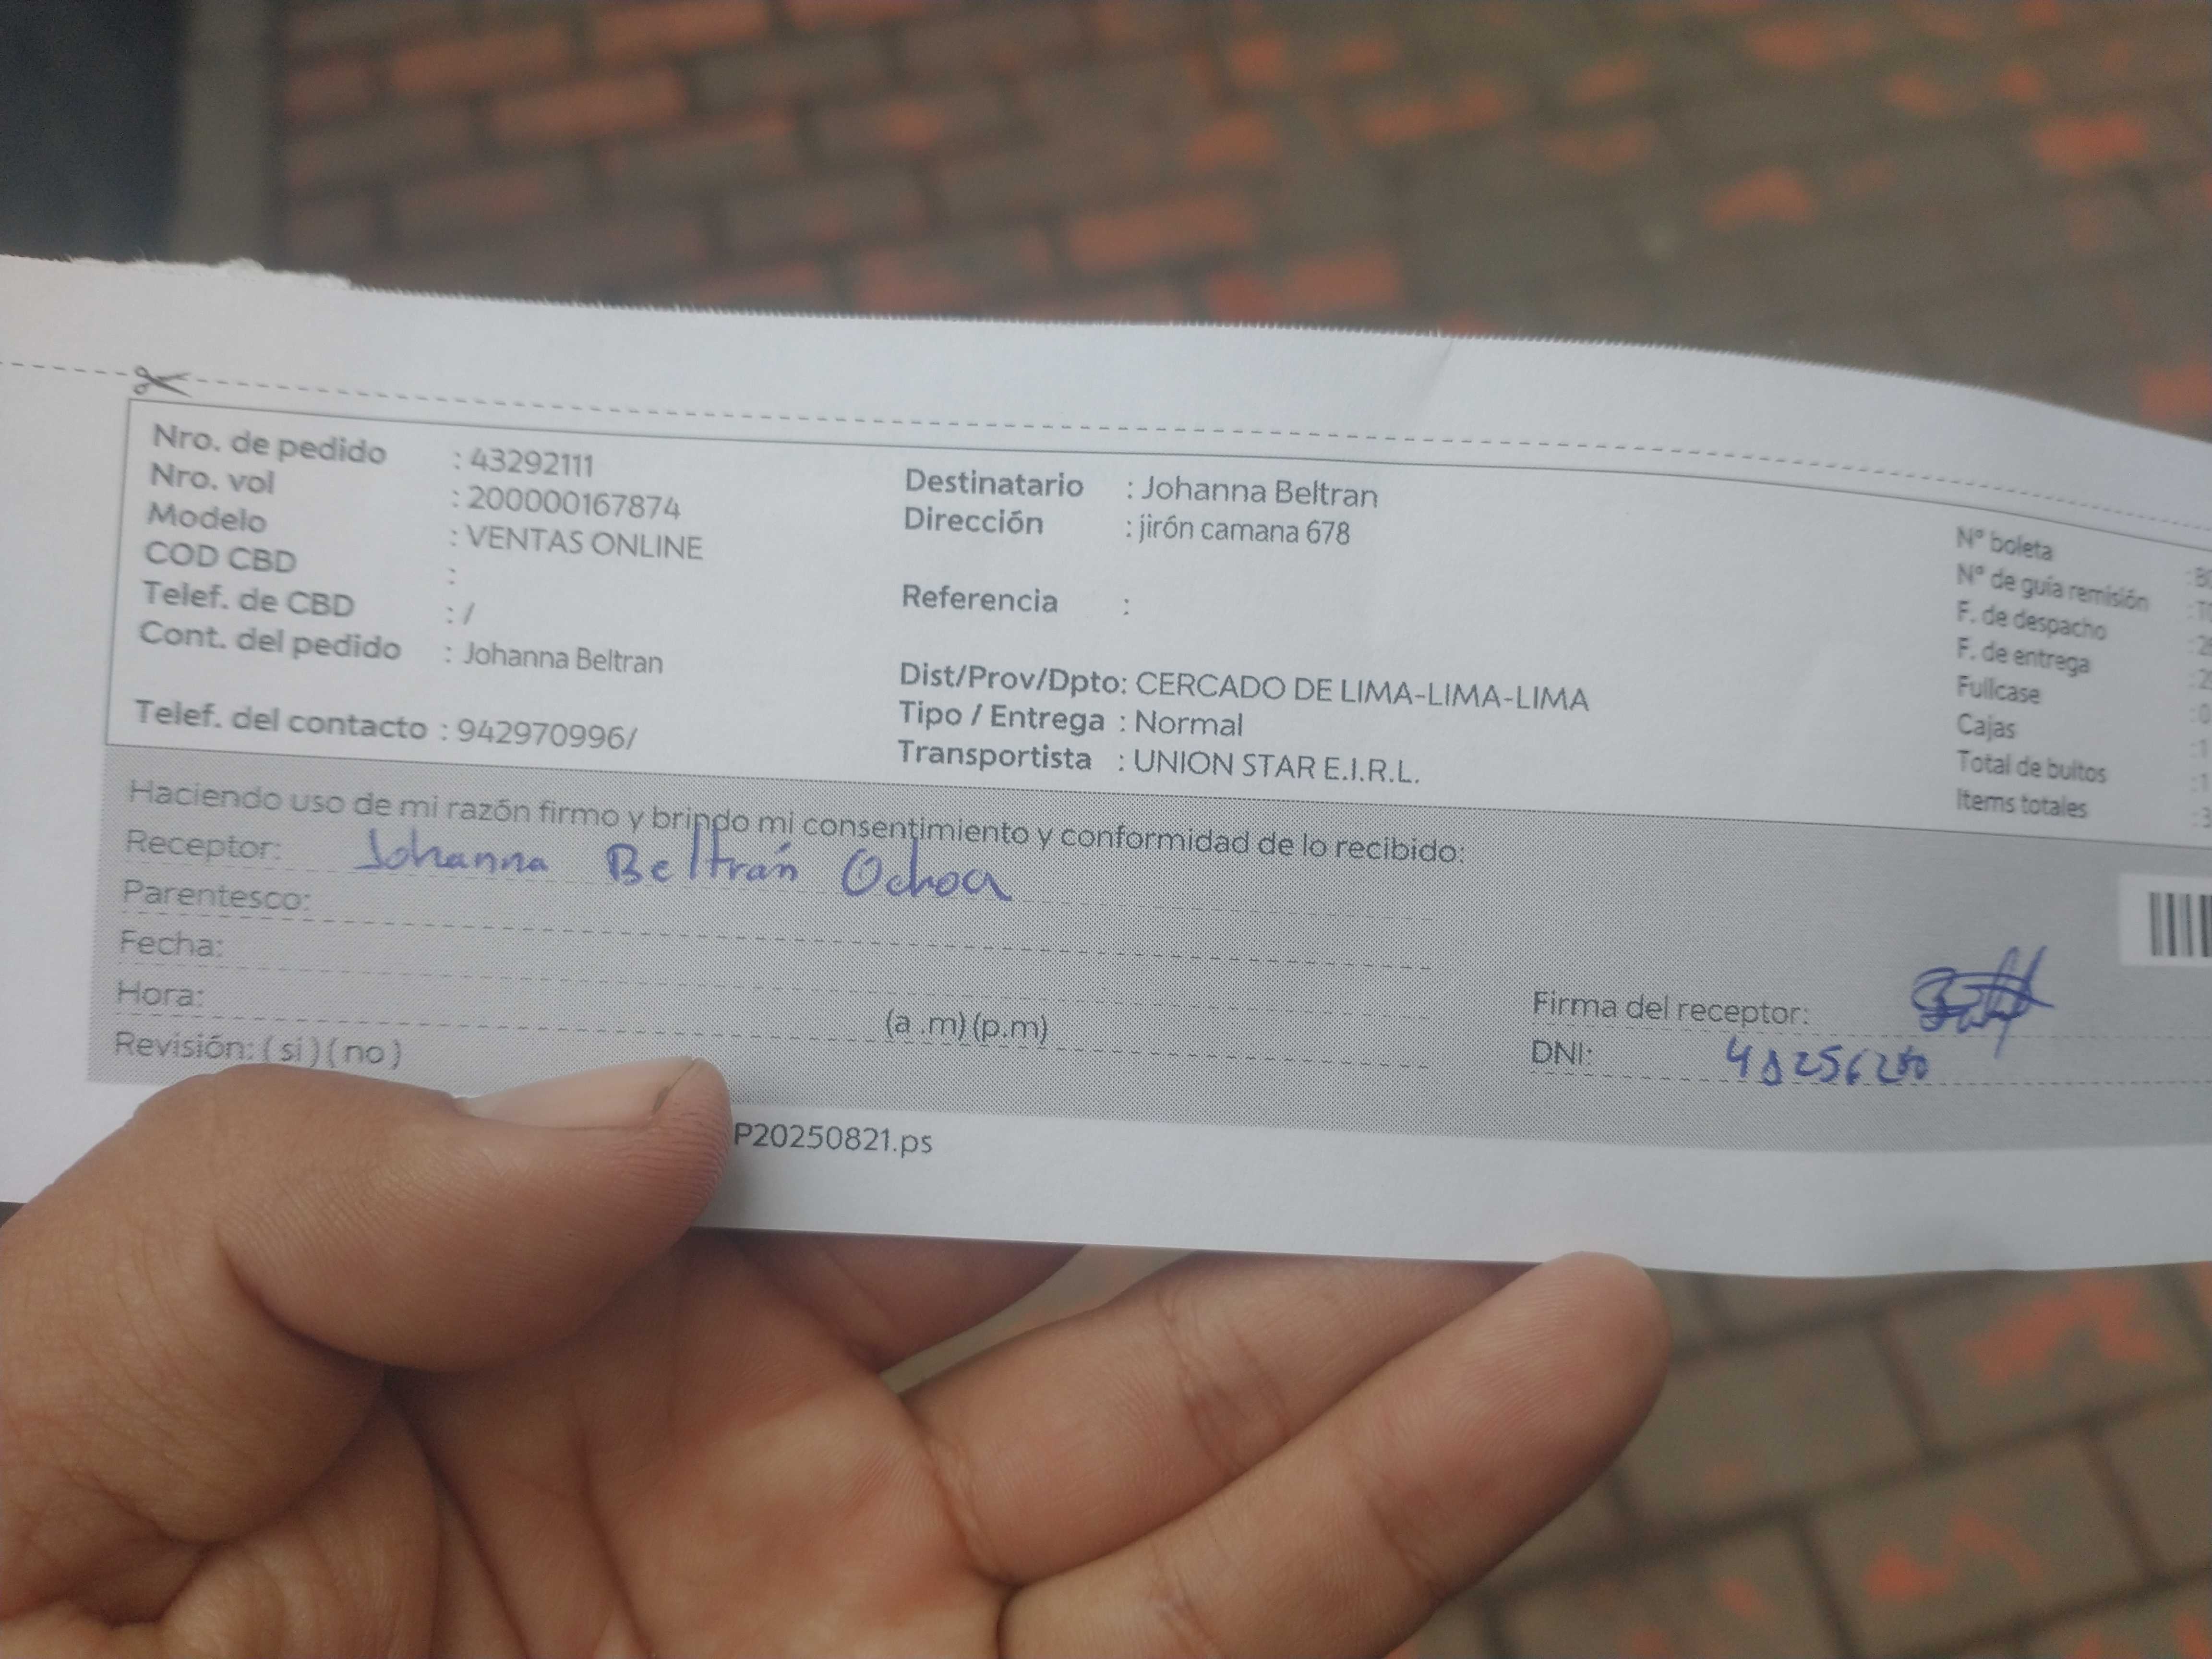 Nro. de pedido : 43292111
Nro. vol : 200000167874
Modelo : VENTAS ONLINE
COD CBD :
Telef. de CBD : /
Cont. del pedido : Johanna Beltran
Telef. del contacto : 942970996/
Destinatario : Johanna Beltran
Dirección : jirón camana 678
Referencia :
Dist/Prov/Dpto: CERCADO DE LIMA-LIMA-LIMA
Tipo / Entrega : Normal
Transportista : UNION STAR E.I.R.L.
N° boleta
N° de guía remisión
F. de despacho
F. de entrega
Fullcase
Cajas
Total de bultos
Items totales
Haciendo uso de mi razón firmo y brindo mi consentimiento y conformidad de lo recibido:
Receptor: Johanna Beltrán Ochoa
Parentesco:
Fecha:
Hora: (a .m) (p.m)
Revisión: ( si ) ( no )
Firma del receptor:
DNI:
P20250821.ps